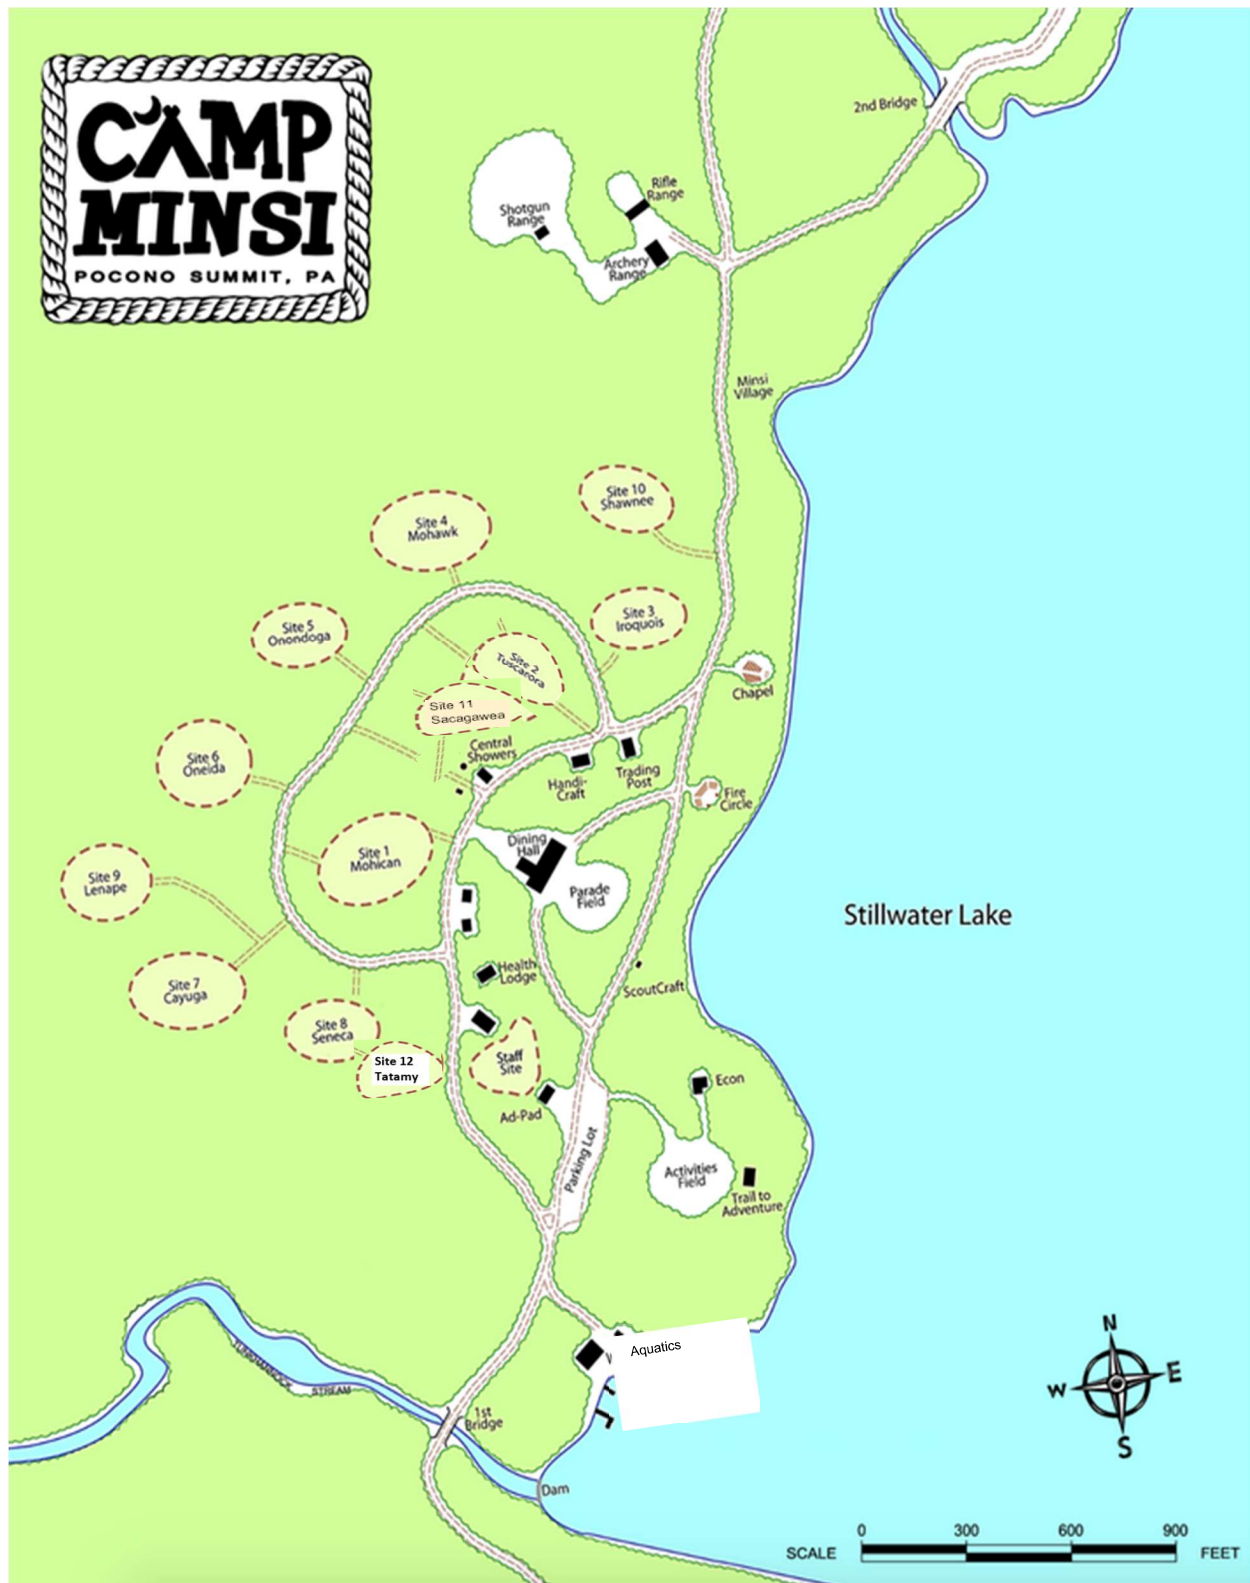 CAMP
MINSI
POCONO SUMMIT, PA
2nd Bridge
Rifle
Range
Shotgun
Range
Archery
Range
Minsi
Village
Site 10
Shawnee
Site 4
Mohawk
Site 3
Iroquois
Site 5
Onondoga
Site 2
Tuscarora
Chapel
Site 11
Sacagawea
Central
Showers
Site 6
Oneida
Handi-
Craft
Trading
Post
Fire
Circle
Dining
Hall
Site 1
Mohican
Site 9
Lenape
Parade
Field
Stillwater Lake
Health
Lodge
ScoutCraft
Site 7
Cayuga
Site 8
Seneca
Site 12
Tatamy
Staff
Site
Econ
Ad-Pad
Parking Lot
Activities
Field
Trail to
Adventure
Aquatics
N
W
E
S
STREAM
1st
Bridge
Dam
0 300 600 900
SCALE FEET